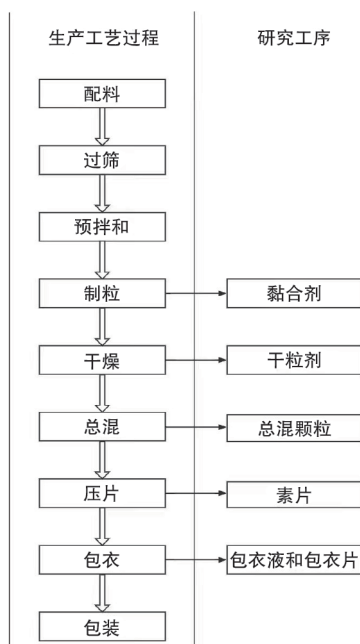 生产工艺过程 研究工序
配料
过筛
预拌和
制粒 黏合剂
干燥 干粒剂
总混 总混颗粒
压片 素片
包衣 包衣液和包衣片
包装